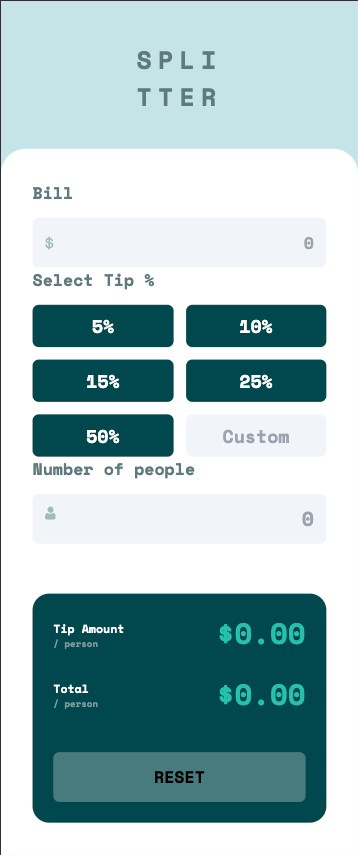 SPLI
TTER
Bill
$ 0
Select Tip %
5% 10%
15% 25%
50% Custom
Number of people
0
Tip Amount $0.00
/ person
Total $0.00
/ person
RESET